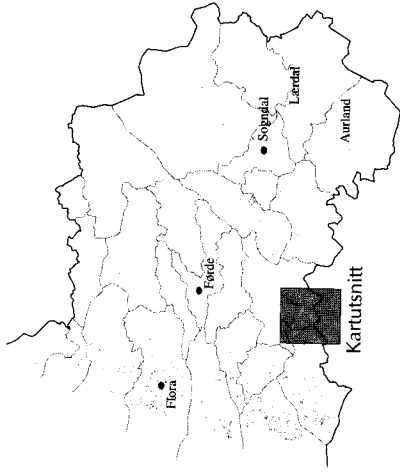 Flora
Førde
Sogndal
Lærdal
Aurland
Kartutsnitt